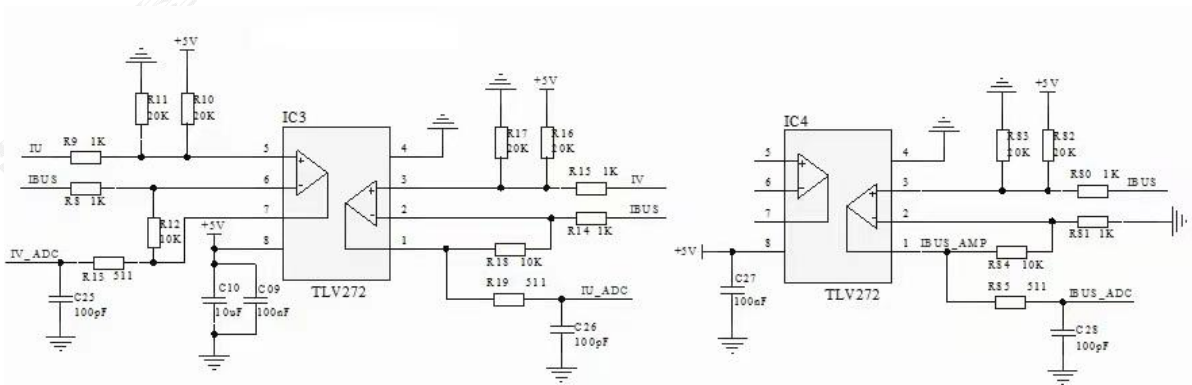 +5V
R11
20K
R10
20K
IC3
IU
R9 1K
5
4
IBUS
R8 1K
6
3
7
2
R12
10K
+5V
8
1
IV_ADC
R13 511
C25
100pF
C10
10uF
C09
100nF
TLV272
+5V
R17
20K
R16
20K
R15 1K
IV
R14 1K
IBUS
R18 10K
R19 511
IU_ADC
C26
100pF
IC4
5
4
6
3
7
2
+5V
8
1
C27
100nF
TLV272
+5V
R83
20K
R82
20K
R80 1K
IBUS
R81 1K
IBUS_AMP
R84 10K
R85 511
IBUS_ADC
C28
100pF